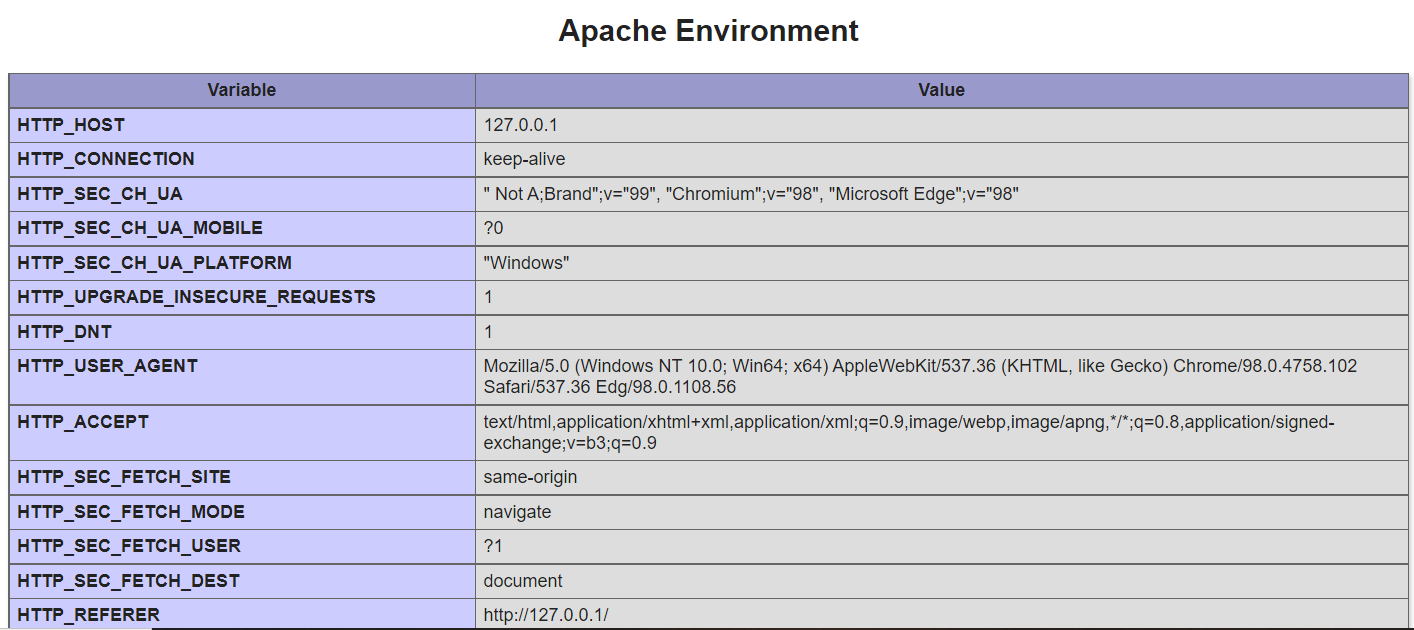 Apache Environment
Variable Value
HTTP_HOST 127.0.0.1
HTTP_CONNECTION keep-alive
HTTP_SEC_CH_UA " Not A;Brand";v="99", "Chromium";v="98", "Microsoft Edge";v="98"
HTTP_SEC_CH_UA_MOBILE ?0
HTTP_SEC_CH_UA_PLATFORM "Windows"
HTTP_UPGRADE_INSECURE_REQUESTS 1
HTTP_DNT 1
HTTP_USER_AGENT Mozilla/5.0 (Windows NT 10.0; Win64; x64) AppleWebKit/537.36 (KHTML, like Gecko) Chrome/98.0.4758.102
Safari/537.36 Edg/98.0.1108.56
HTTP_ACCEPT text/html,application/xhtml+xml,application/xml;q=0.9,image/webp,image/apng,*/*;q=0.8,application/signed-
exchange;v=b3;q=0.9
HTTP_SEC_FETCH_SITE same-origin
HTTP_SEC_FETCH_MODE navigate
HTTP_SEC_FETCH_USER ?1
HTTP_SEC_FETCH_DEST document
HTTP_REFERER http://127.0.0.1/